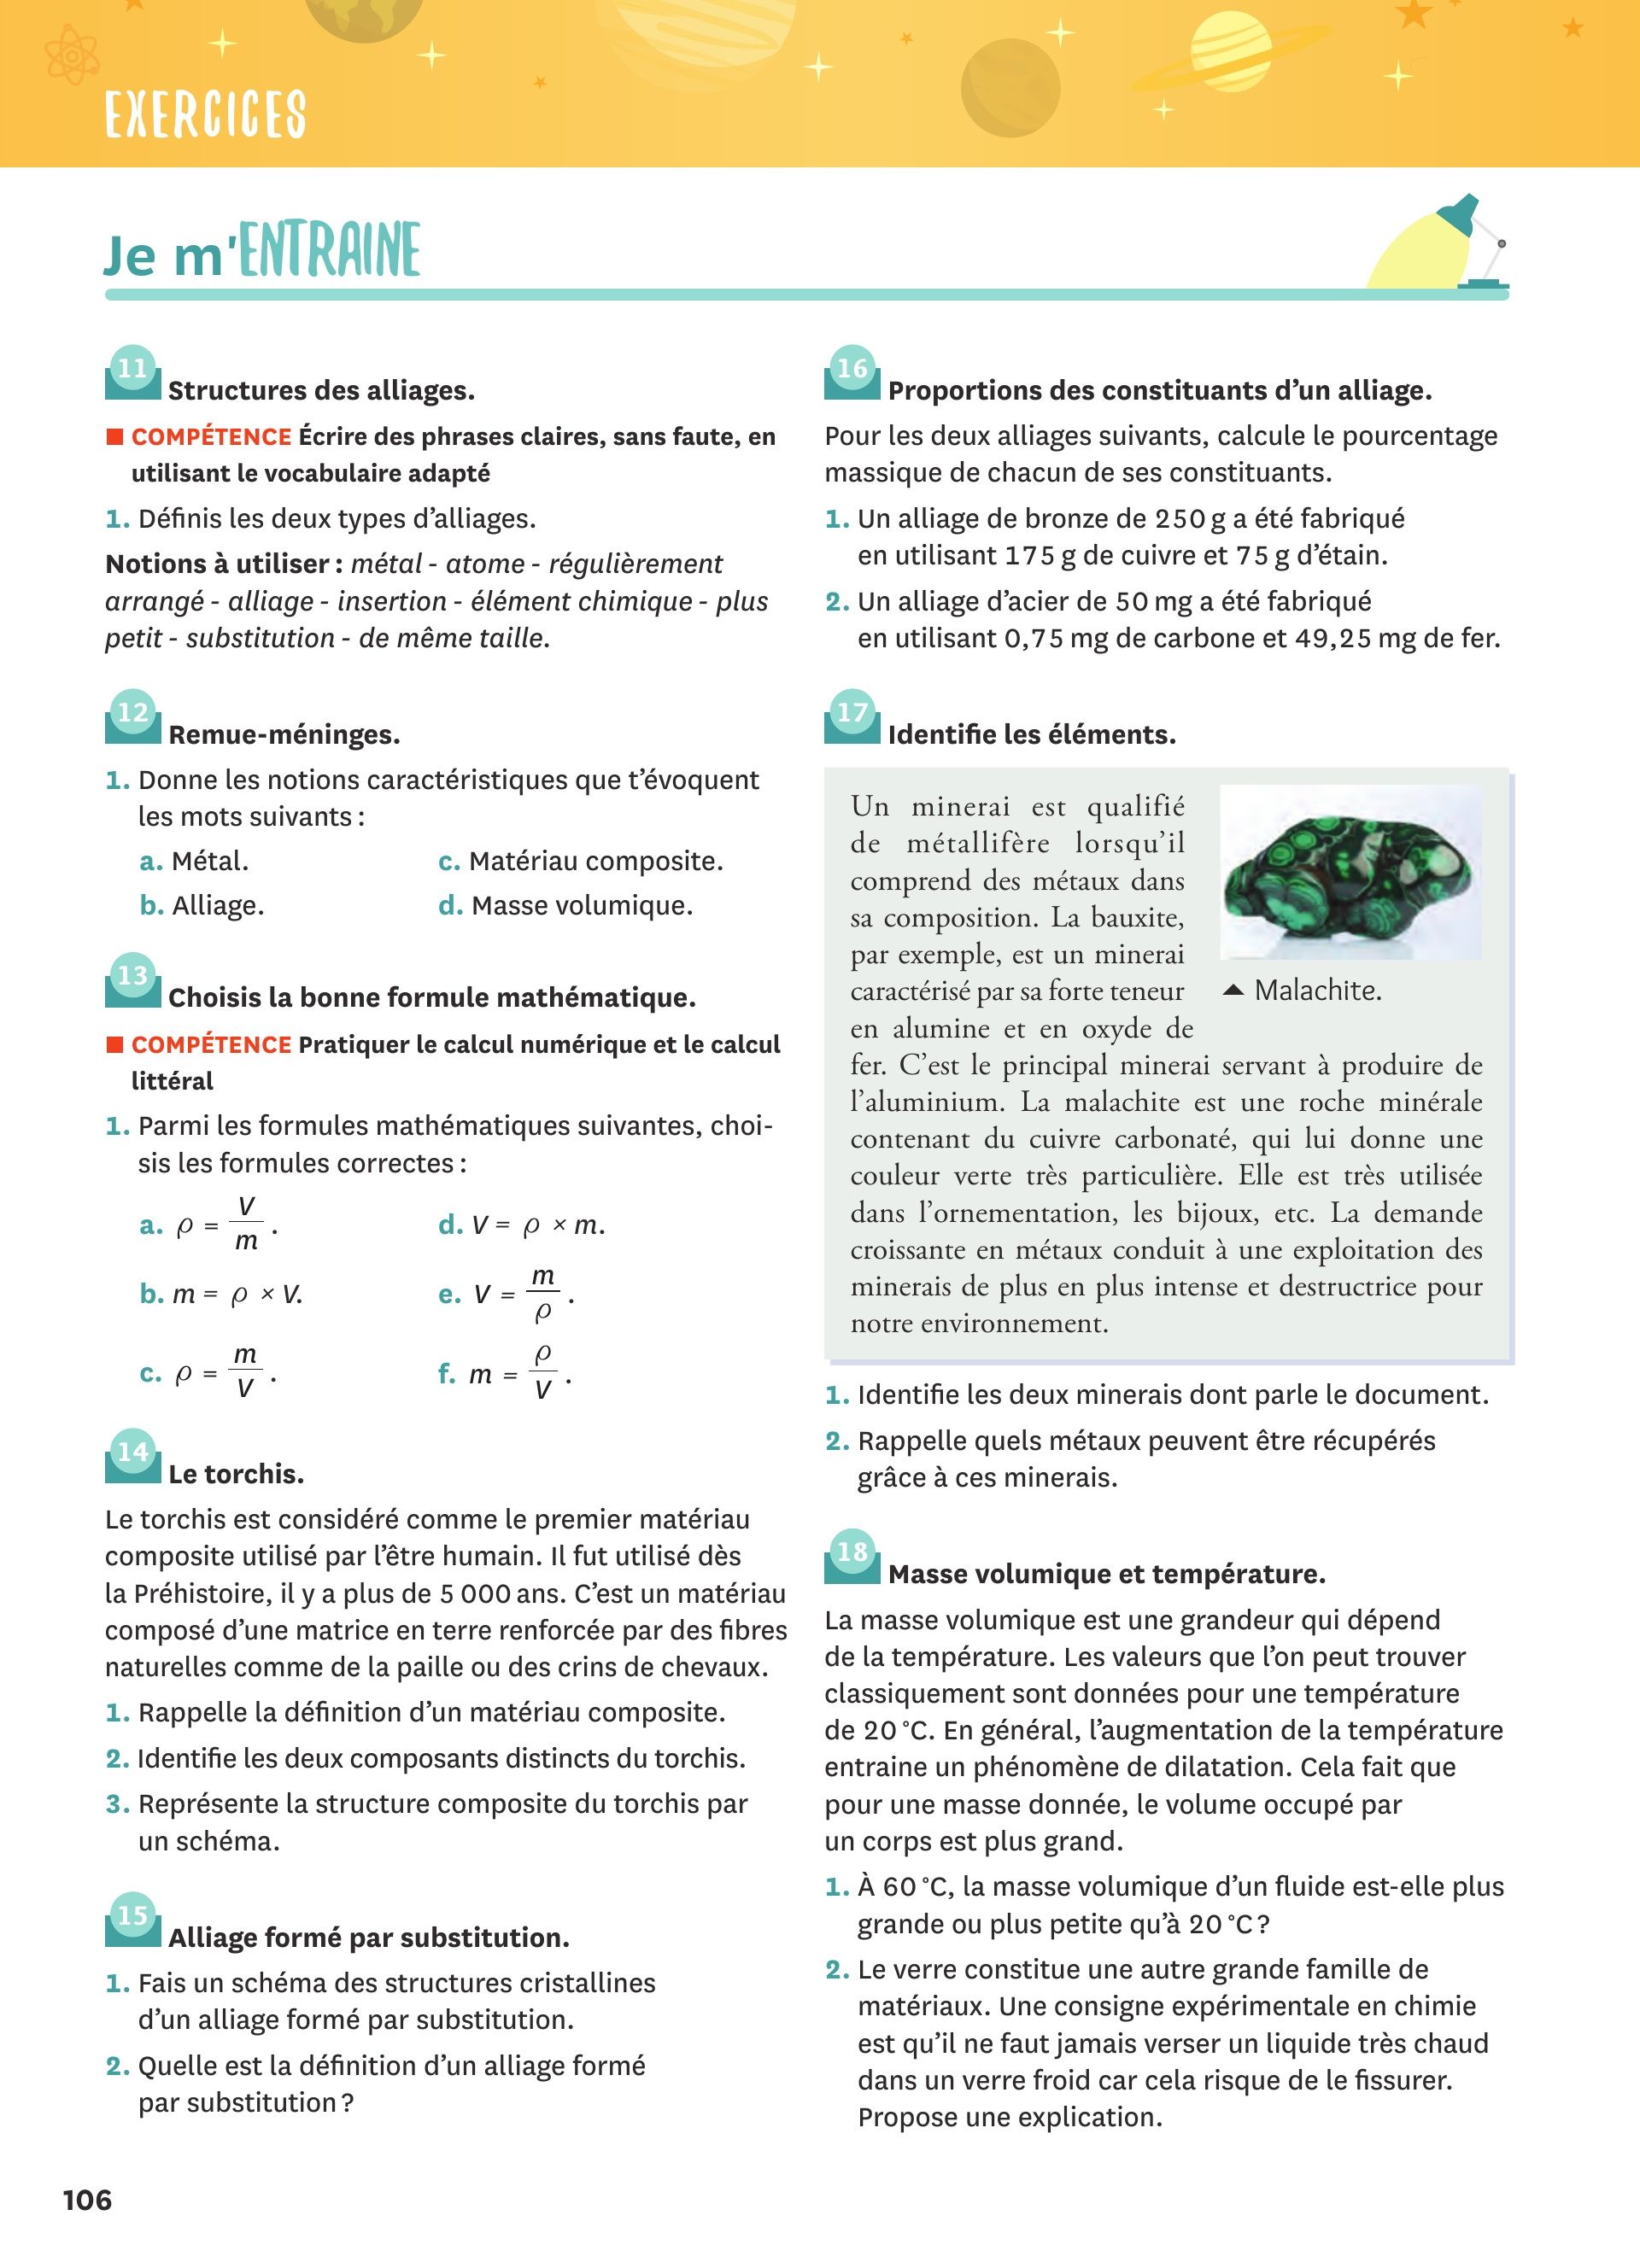 EXERCICES
Je m'ENTRAINE
11 Structures des alliages.
COMPÉTENCE Écrire des phrases claires, sans faute, en
utilisant le vocabulaire adapté
1. Définis les deux types d’alliages.
Notions à utiliser : métal - atome - régulièrement
arrangé - alliage - insertion - élément chimique - plus
petit - substitution - de même taille.
12 Remue-méninges.
1. Donne les notions caractéristiques que t’évoquent
les mots suivants :
a. Métal.
b. Alliage.
c. Matériau composite.
d. Masse volumique.
13 Choisis la bonne formule mathématique.
COMPÉTENCE Pratiquer le calcul numérique et le calcul
littéral
1. Parmi les formules mathématiques suivantes, choi-
sis les formules correctes :
a. ρ = V/m.
b. m = ρ × V.
c. ρ = m/V.
d. V = ρ × m.
e. V = m/ρ.
f. m = ρ/V.
14 Le torchis.
Le torchis est considéré comme le premier matériau
composite utilisé par l’être humain. Il fut utilisé dès
la Préhistoire, il y a plus de 5 000 ans. C’est un matériau
composé d’une matrice en terre renforcée par des fibres
naturelles comme de la paille ou des crins de chevaux.
1. Rappelle la définition d’un matériau composite.
2. Identifie les deux composants distincts du torchis.
3. Représente la structure composite du torchis par
un schéma.
15 Alliage formé par substitution.
1. Fais un schéma des structures cristallines
d’un alliage formé par substitution.
2. Quelle est la définition d’un alliage formé
par substitution ?
16 Proportions des constituants d’un alliage.
Pour les deux alliages suivants, calcule le pourcentage
massique de chacun de ses constituants.
1. Un alliage de bronze de 250 g a été fabriqué
en utilisant 175 g de cuivre et 75 g d’étain.
2. Un alliage d’acier de 50 mg a été fabriqué
en utilisant 0,75 mg de carbone et 49,25 mg de fer.
17 Identifie les éléments.
Un minerai est qualifié
de métallifère lorsqu’il
comprend des métaux dans
sa composition. La bauxite,
par exemple, est un minerai
caractérisé par sa forte teneur
en alumine et en oxyde de
fer. C’est le principal minerai servant à produire de
l’aluminium. La malachite est une roche minérale
contenant du cuivre carbonaté, qui lui donne une
couleur verte très particulière. Elle est très utilisée
dans l’ornementation, les bijoux, etc. La demande
croissante en métaux conduit à une exploitation des
minerais de plus en plus intense et destructrice pour
notre environnement.
Malachite.
1. Identifie les deux minerais dont parle le document.
2. Rappelle quels métaux peuvent être récupérés
grâce à ces minerais.
18 Masse volumique et température.
La masse volumique est une grandeur qui dépend
de la température. Les valeurs que l’on peut trouver
classiquement sont données pour une température
de 20 °C. En général, l’augmentation de la température
entraine un phénomène de dilatation. Cela fait que
pour une masse donnée, le volume occupé par
un corps est plus grand.
1. À 60 °C, la masse volumique d’un fluide est-elle plus
grande ou plus petite qu’à 20 °C ?
2. Le verre constitue une autre grande famille de
matériaux. Une consigne expérimentale en chimie
est qu’il ne faut jamais verser un liquide très chaud
dans un verre froid car cela risque de le fissurer.
Propose une explication.
106